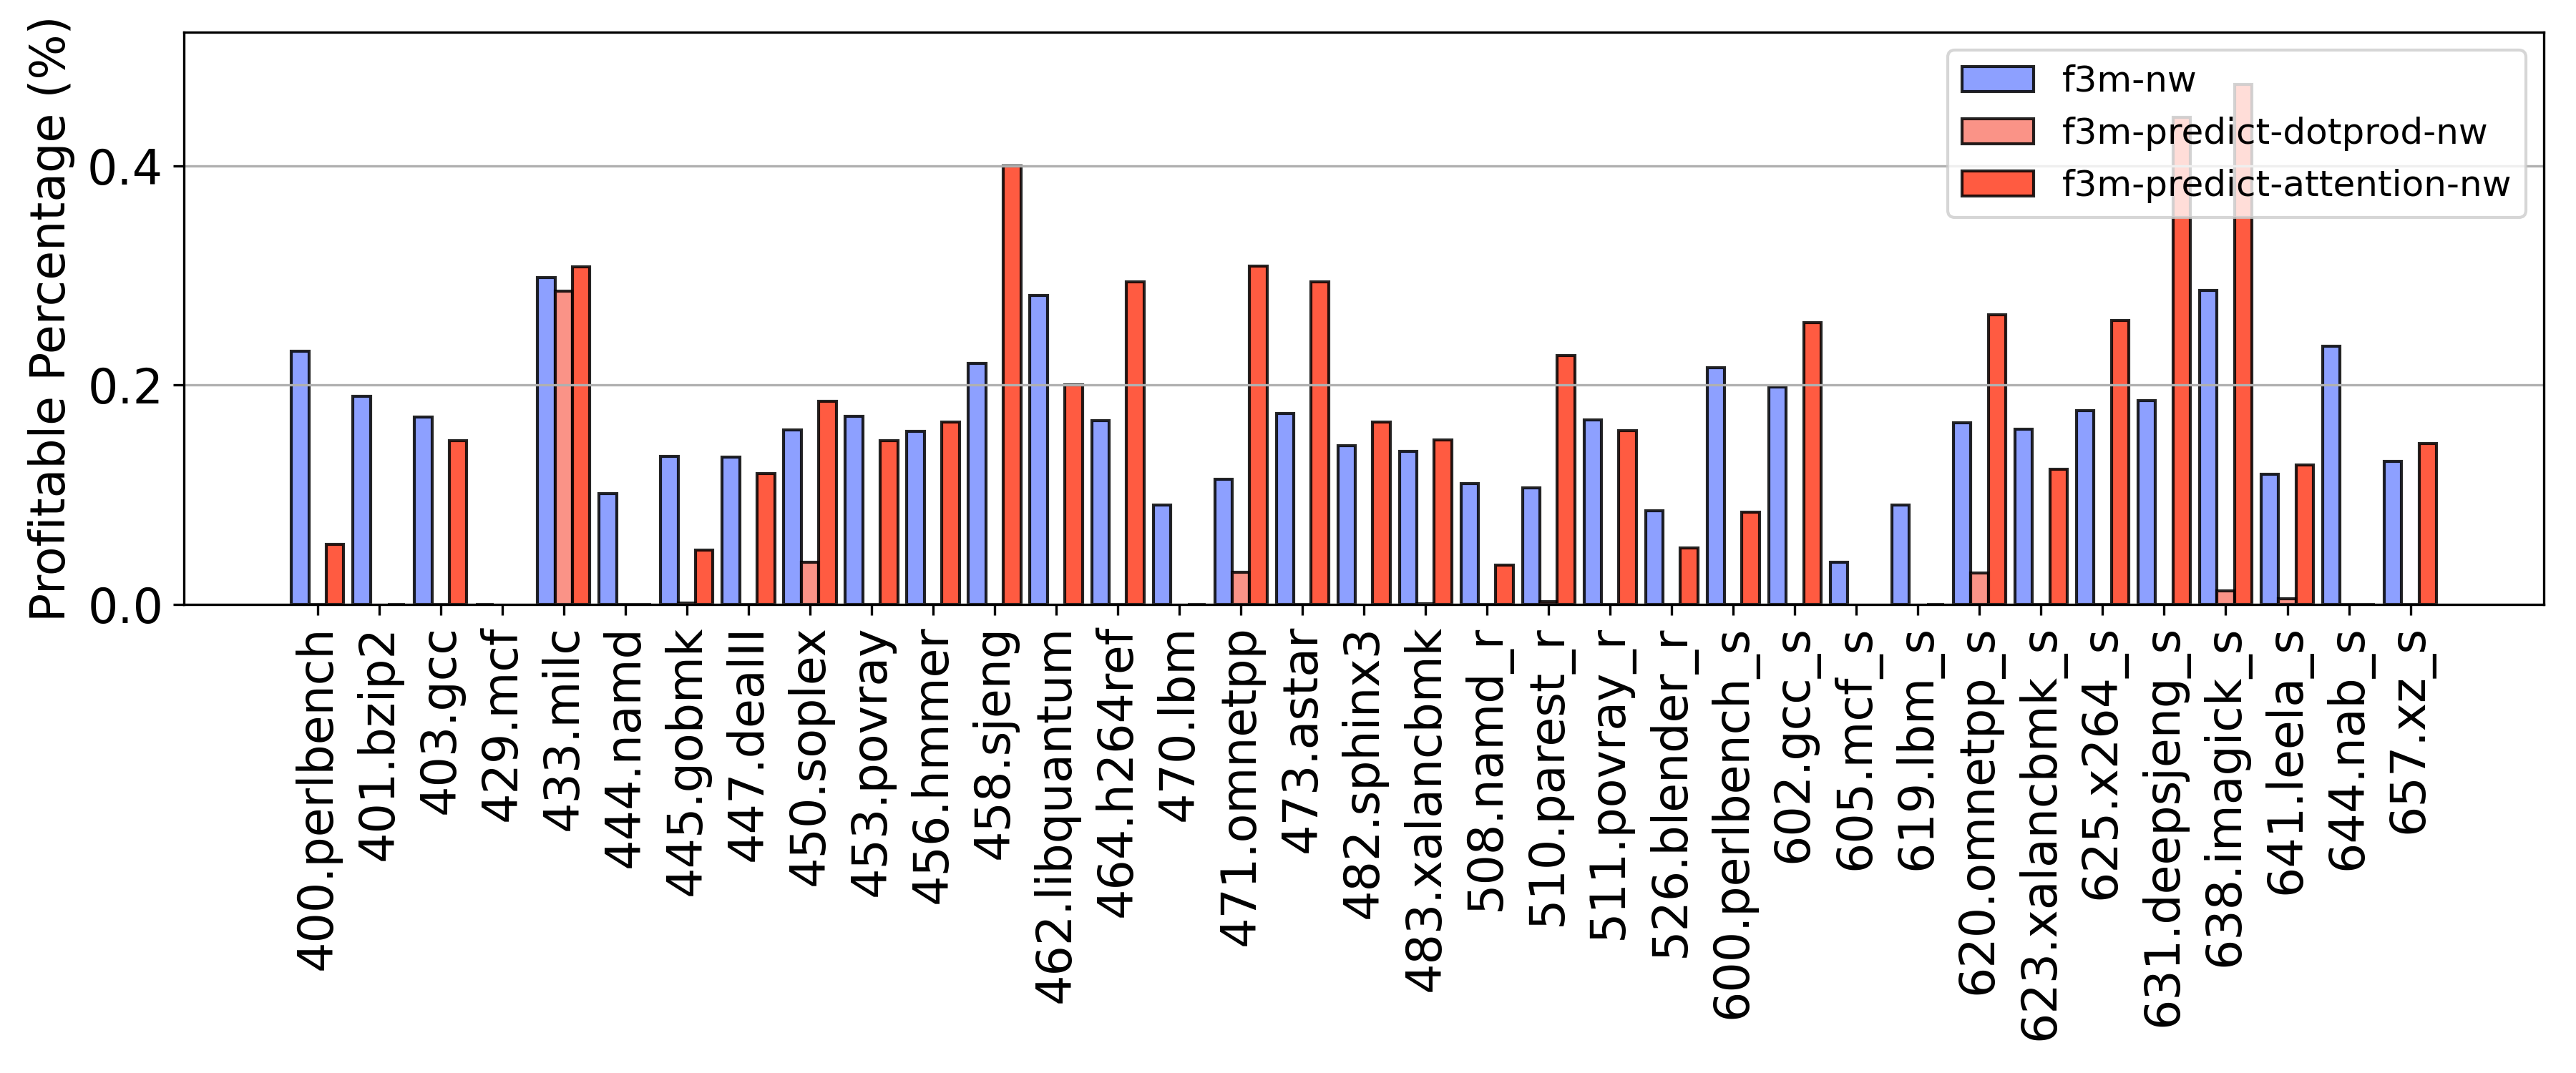 Profitable Percentage (%)
0.4
0.2
0.0
f3m-nw
f3m-predict-dotprod-nw
f3m-predict-attention-nw
400.perlbench
401.bzip2
403.gcc
429.mcf
433.milc
444.namd
445.gobmk
447.dealII
450.soplex
453.povray
456.hmmer
458.sjeng
462.libquantum
464.h264ref
470.lbm
471.omnetpp
473.astar
482.sphinx3
483.xalancbmk
508.namd_r
510.parest_r
511.povray_r
526.blender_r
600.perlbench_s
602.gcc_s
605.mcf_s
619.lbm_s
620.omnetpp_s
623.xalancbmk_s
625.x264_s
631.deepsjeng_s
638.imagick_s
641.leela_s
644.nab_s
657.xz_s